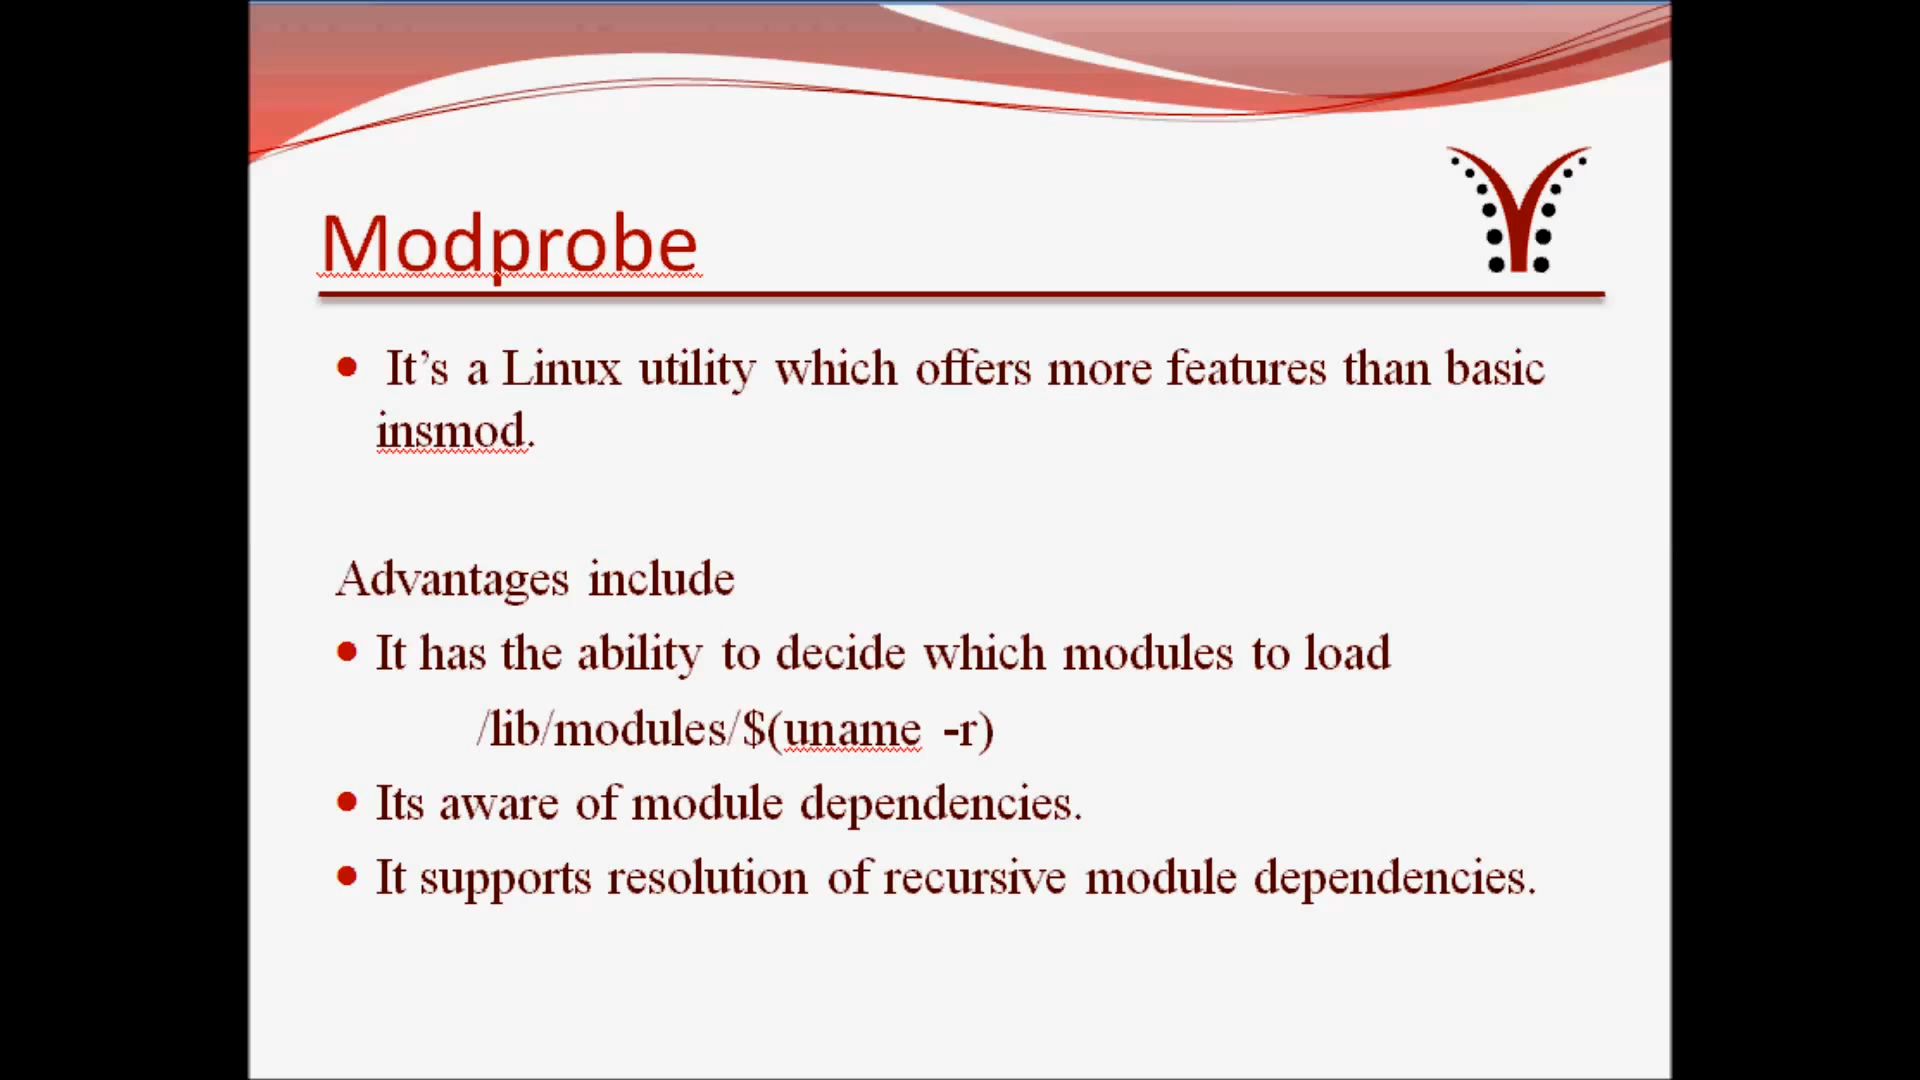 Modprobe
It’s a Linux utility which offers more features than basic
insmod.
Advantages include
It has the ability to decide which modules to load
/lib/modules/$(uname -r)
Its aware of module dependencies.
It supports resolution of recursive module dependencies.